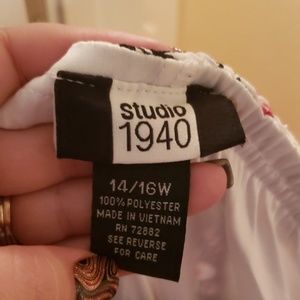 Studio
1940
14/16W
100% POLYESTER
MADE IN VIETNAM
RN 72882
SEE REVERSE
FOR CARE